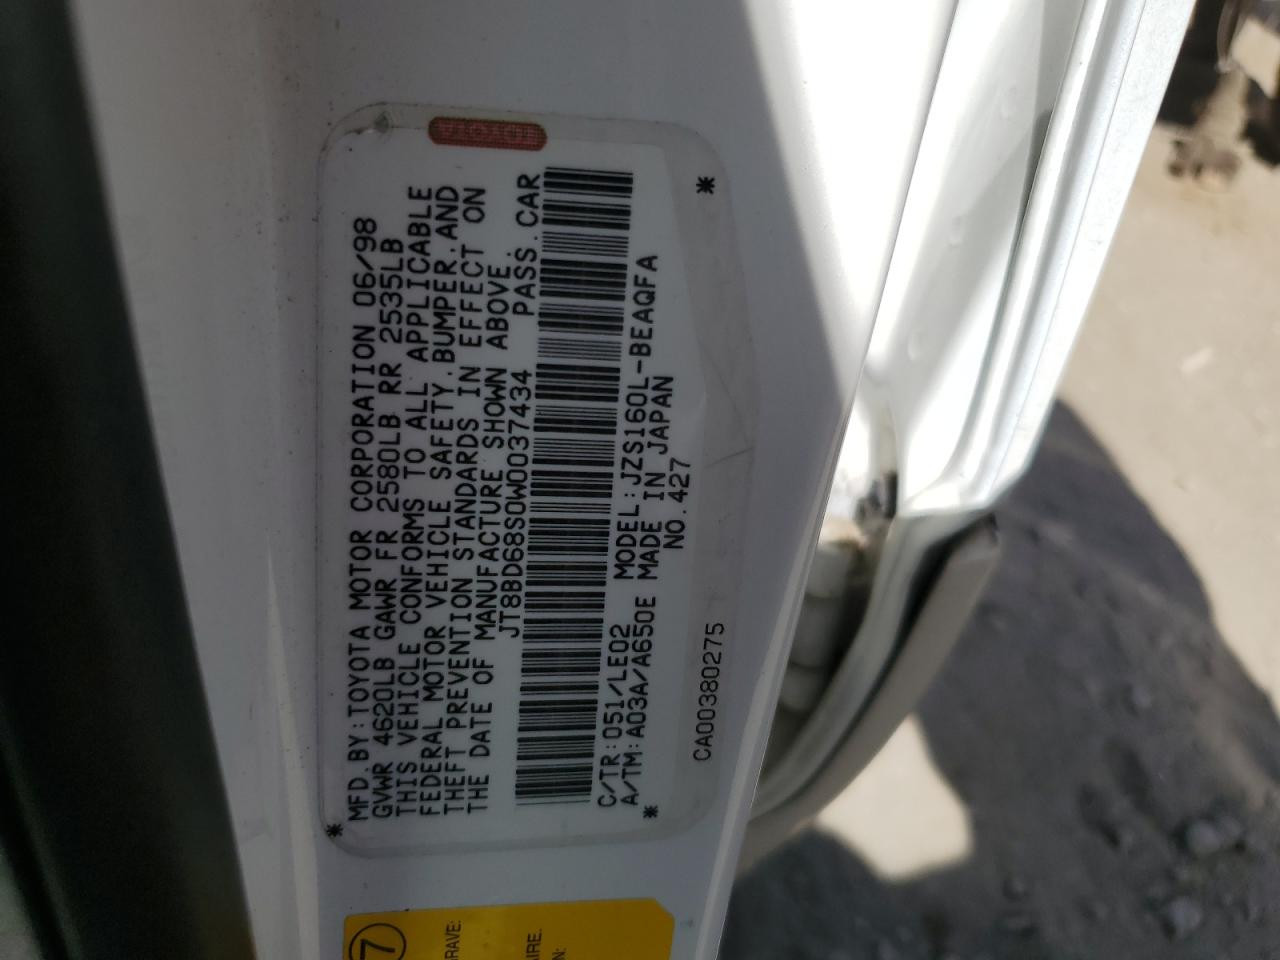 TOYOTA
MFD.BY:TOYOTA MOTOR CORPORATION 06/98
GVWR 4620LB GAWR FR 2580LB RR 2535LB
THIS VEHICLE CONFORMS TO ALL APPLICABLE
FEDERAL MOTOR VEHICLE SAFETY,BUMPER,AND
THEFT PREVENTION STANDARDS IN EFFECT ON
THE DATE OF MANUFACTURE SHOWN ABOVE.
JT8BD68S0W0037434 PASS.CAR
C/TR:051/LE02 MODEL:JZS160L-BEAQFA
A/TM:A03A/A650E MADE IN JAPAN
NO.427
CA00380275
7
RAVE:
AIRE.
N: